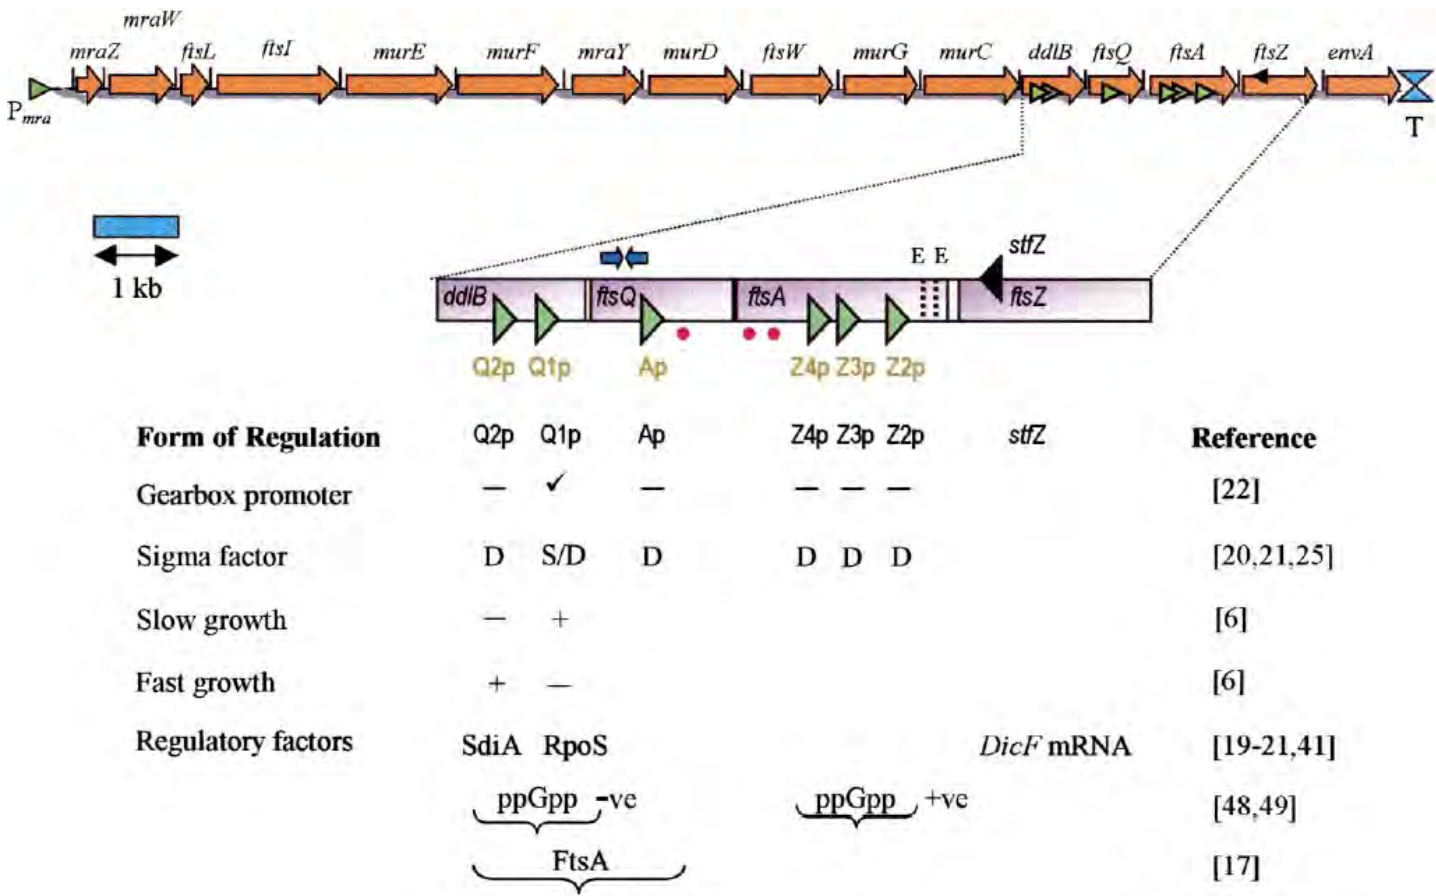 mraW
mraZ ftsL ftsI murE murF mraY murD ftsW murG murC ddlB ftsQ ftsA ftsZ envA
Pmra
T
1 kb
E E stfZ
ddlB ftsQ ftsA ftsZ
Q2p Q1p Ap Z4p Z3p Z2p
Form of Regulation Q2p Q1p Ap Z4p Z3p Z2p stfZ Reference
Gearbox promoter — ✓ — — — — [22]
Sigma factor D S/D D D D D [20,21,25]
Slow growth — + [6]
Fast growth + — [6]
Regulatory factors SdiA RpoS DicF mRNA [19-21,41]
ppGpp -ve ppGpp +ve [48,49]
FtsA [17]